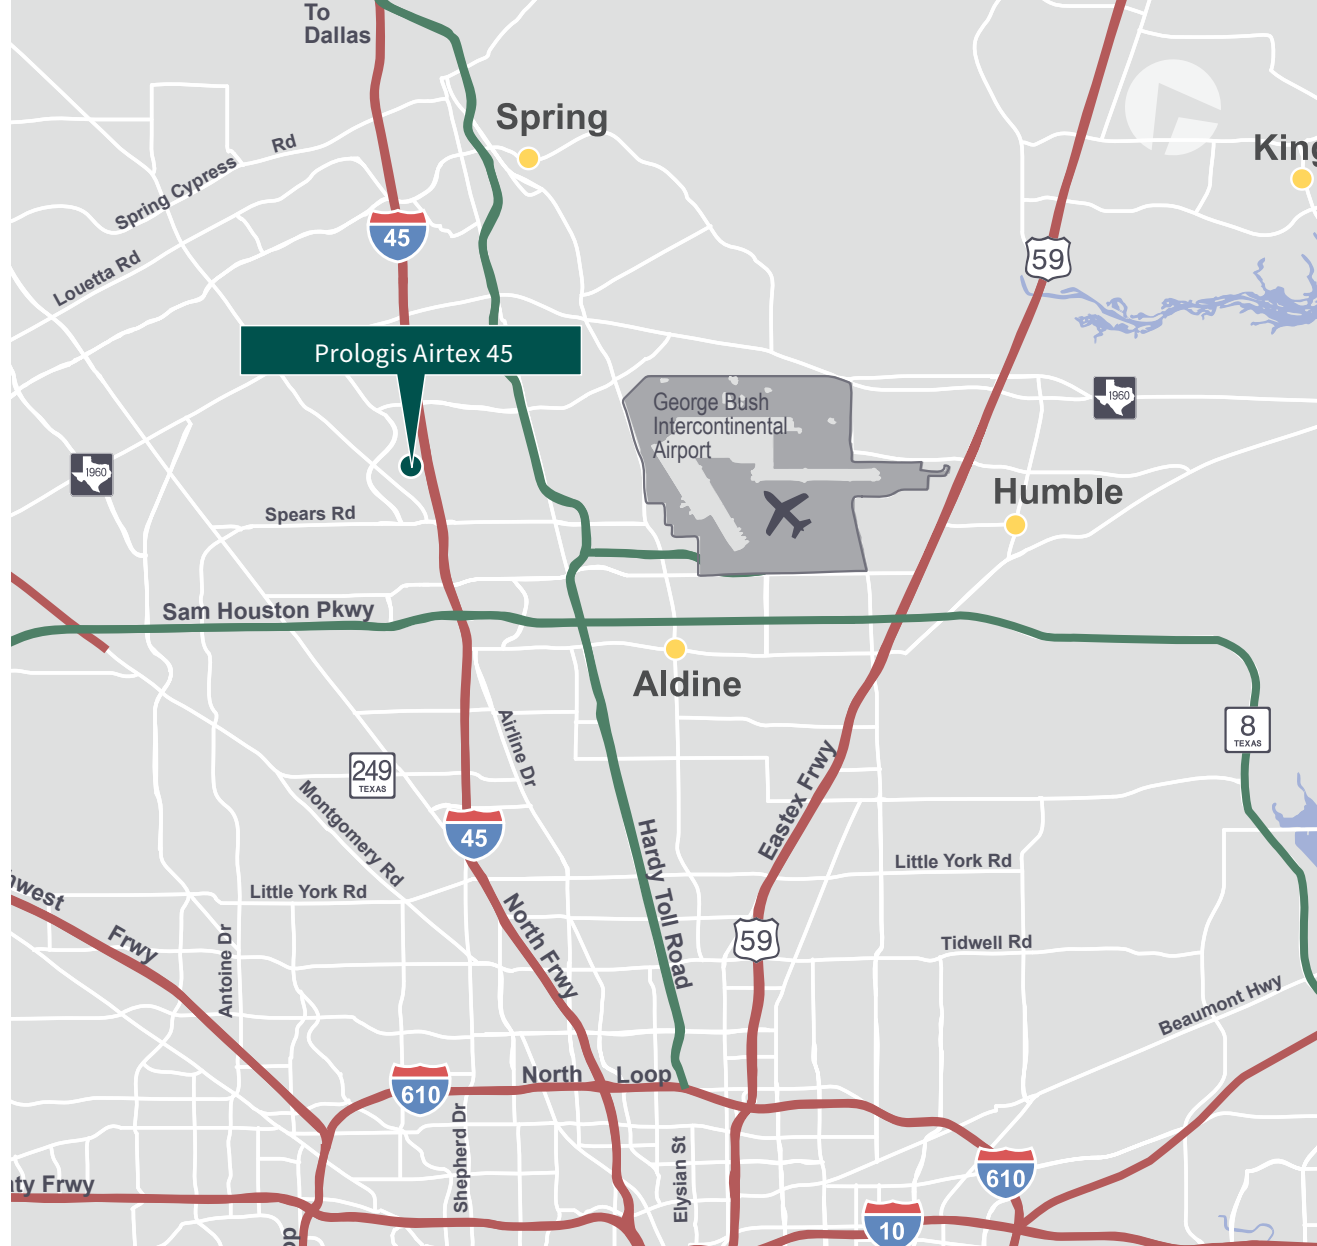 To
Dallas
Spring
King
Spring Cypress Rd
45
59
Louetta Rd
Prologis Airtex 45
George Bush
Intercontinental
Airport
1960
1960
Humble
Spears Rd
Sam Houston Pkwy
Aldine
8
TEXAS
Airline Dr
249
TEXAS
Montgomery Rd
Eastex Frwy
45
Hardy Toll Road
Little York Rd
Little York Rd
hwest Frwy
North Frwy
59
Tidwell Rd
Antoine Dr
Beaumont Hwy
North Loop
610
Shepherd Dr
Elysian St
610
aty Frwy
10
op